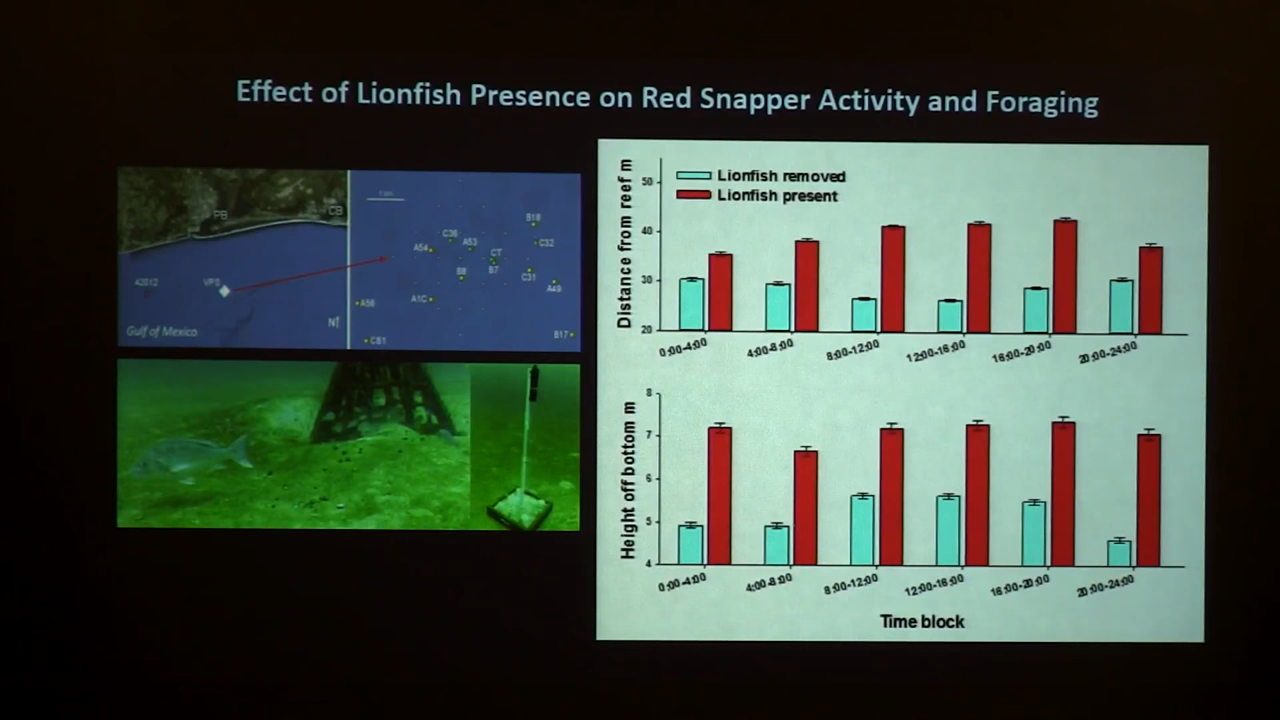 Effect of Lionfish Presence on Red Snapper Activity and Foraging
PB
CB
42012
VPS
Gulf of Mexico
N↑
B18
C36
A54
A53
C32
CT
B7
B8
C31
A49
A1C
A56
CB1
B17
Distance from reef m
50
40
30
20
Lionfish removed
Lionfish present
0:00-4:00
4:00-8:00
8:00-12:00
12:00-16:00
16:00-20:00
20:00-24:00
Height off bottom m
8
7
6
5
4
0:00-4:00
4:00-8:00
8:00-12:00
12:00-16:00
16:00-20:00
20:00-24:00
Time block